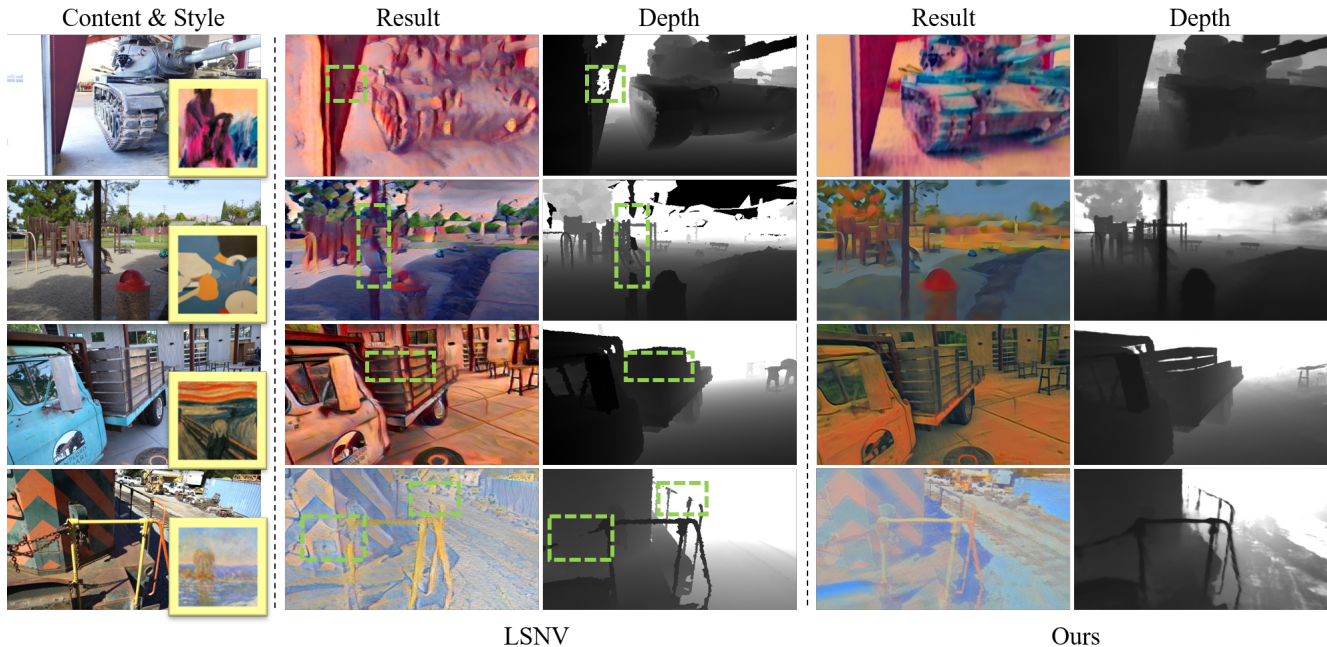 Content & Style
Result
Depth
Result
Depth
LSNV
Ours